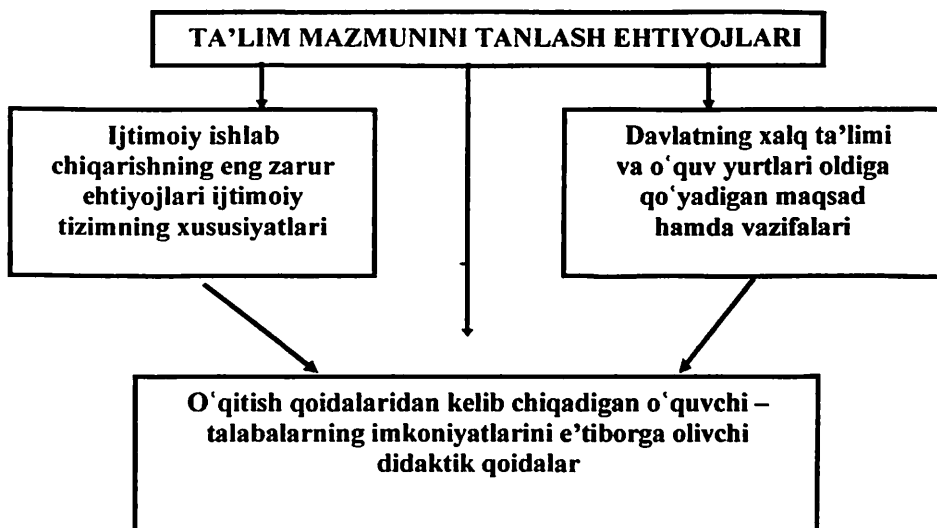 TA’LIM MAZMUNINI TANLASH EHTIYOJLARI
Ijtimoiy ishlab
chiqarishning eng zarur
ehtiyojlari ijtimoiy
tizimning xususiyatlari
Davlatning xalq ta’limi
va o‘quv yurtlari oldiga
qo‘yadigan maqsad
hamda vazifalari
O‘qitish qoidalaridan kelib chiqadigan o‘quvchi –
talabalarning imkoniyatlarini e’tiborga olivchi
didaktik qoidalar